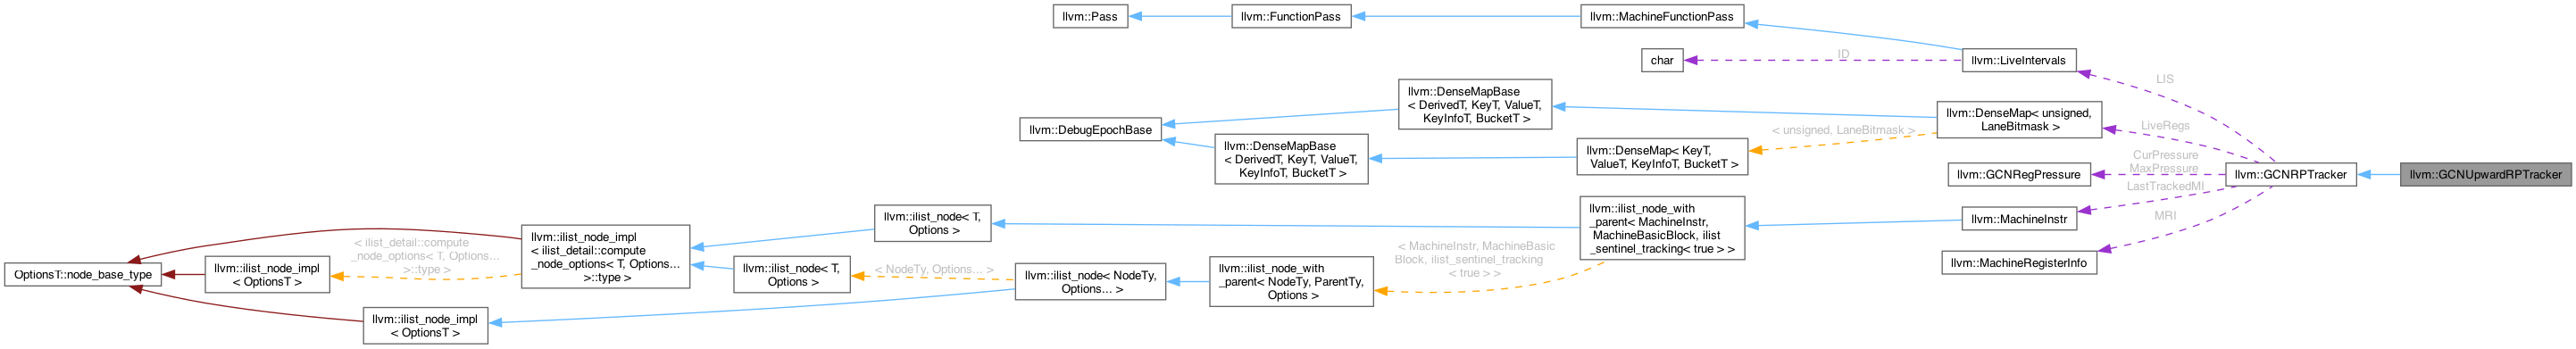 llvm::Pass
llvm::FunctionPass
llvm::MachineFunctionPass
char
ID
llvm::LiveIntervals
LIS
llvm::DebugEpochBase
llvm::DenseMapBase
< DerivedT, KeyT, ValueT,
KeyInfoT, BucketT >
llvm::DenseMapBase
< DerivedT, KeyT, ValueT,
KeyInfoT, BucketT >
llvm::DenseMap< KeyT,
ValueT, KeyInfoT, BucketT >
< unsigned, LaneBitmask >
llvm::DenseMap< unsigned,
LaneBitmask >
LiveRegs
CurPressure
MaxPressure
llvm::GCNRegPressure
llvm::GCNRPTracker
llvm::GCNUpwardRPTracker
LastTrackedMI
llvm::MachineInstr
MRI
llvm::MachineRegisterInfo
OptionsT::node_base_type
llvm::ilist_node_impl
< OptionsT >
< ilist_detail::compute
_node_options< T, Options...
>::type >
llvm::ilist_node_impl
< ilist_detail::compute
_node_options< T, Options...
>::type >
llvm::ilist_node_impl
< OptionsT >
llvm::ilist_node< T,
Options >
llvm::ilist_node< T,
Options >
< NodeTy, Options... >
llvm::ilist_node< NodeTy,
Options... >
llvm::ilist_node_with
_parent< NodeTy, ParentTy,
Options >
< MachineInstr, MachineBasic
Block, ilist_sentinel_tracking
< true > >
llvm::ilist_node_with
_parent< MachineInstr,
MachineBasicBlock, ilist
_sentinel_tracking< true > >